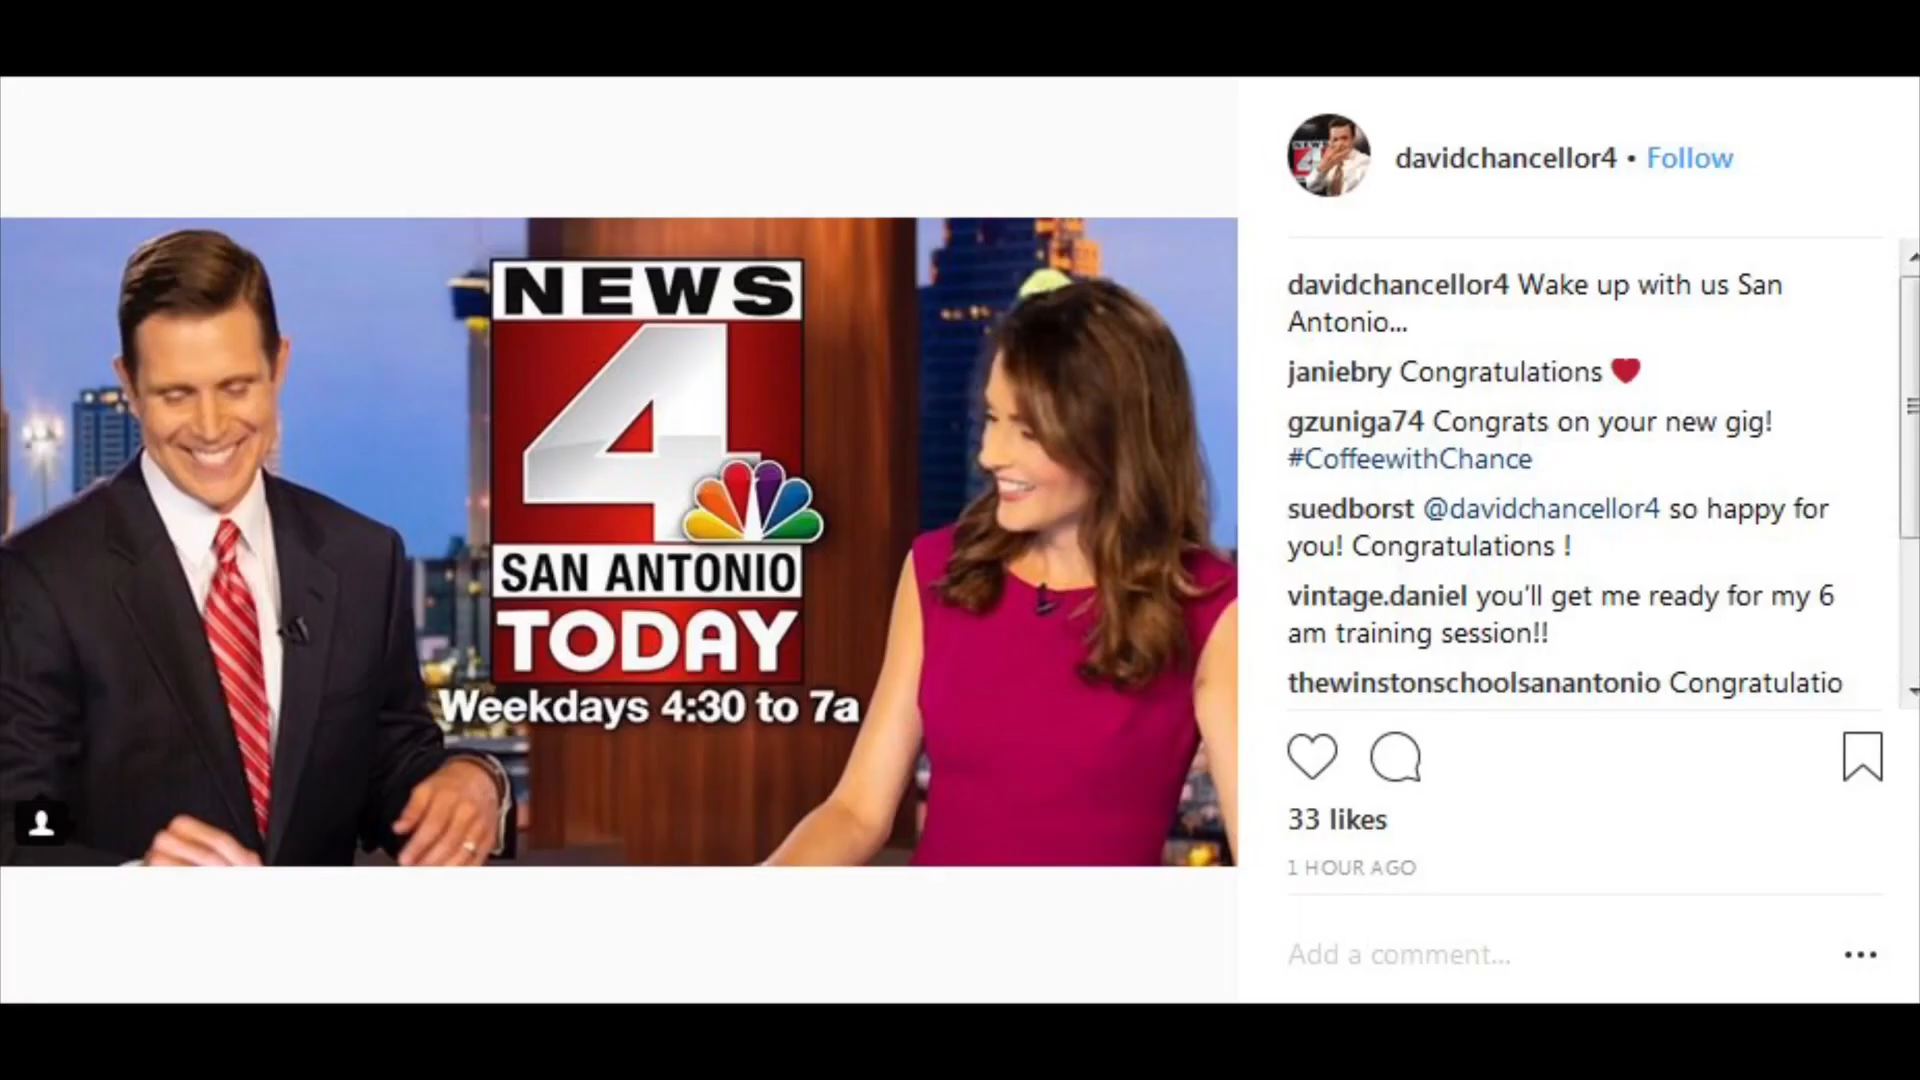 NEWS
4
SAN ANTONIO
TODAY
Weekdays 4:30 to 7a
davidchancellor4 • Follow
davidchancellor4 Wake up with us San
Antonio...
janiebry Congratulations ❤
gzuniga74 Congrats on your new gig!
#CoffeewithChance
suedborst @davidchancellor4 so happy for
you! Congratulations !
vintage.daniel you'll get me ready for my 6
am training session!!
thewinstonschoolsanantonio Congratulatio
33 likes
1 HOUR AGO
Add a comment...